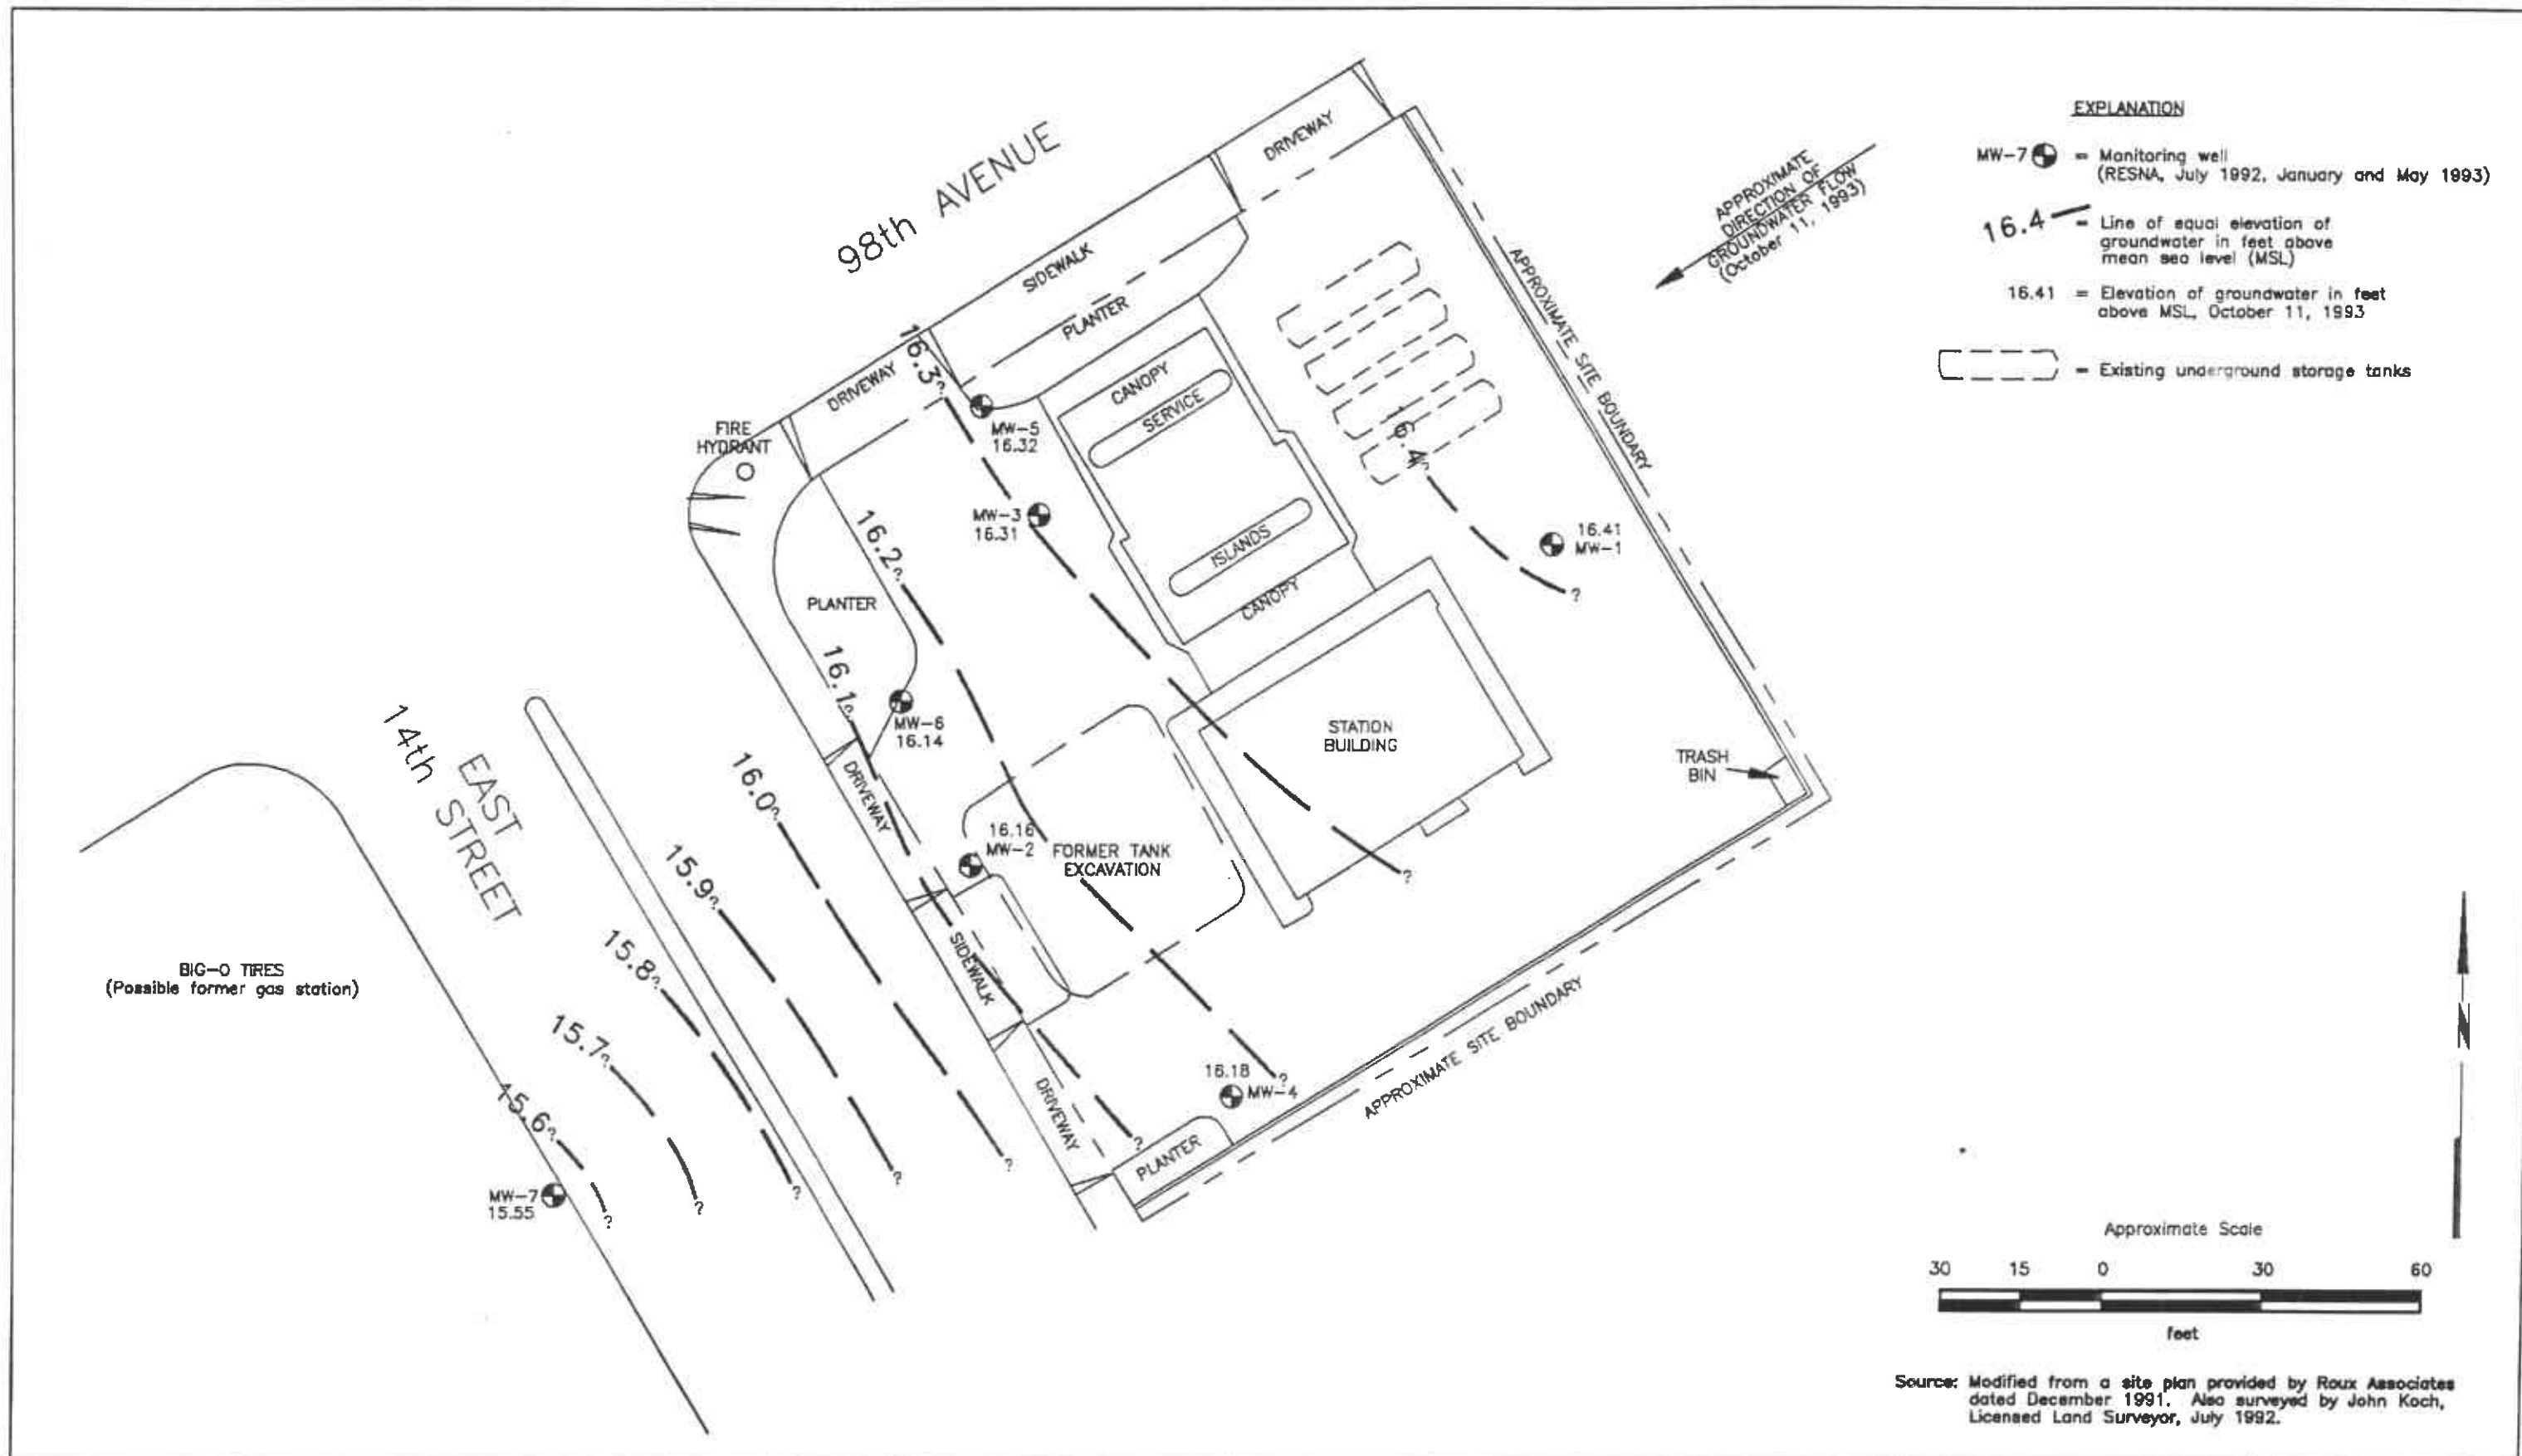 98th AVENUE
DRIVEWAY
SIDEWALK
PLANTER
DRIVEWAY
FIRE
HYDRANT
APPROXIMATE
DIRECTION OF
GROUNDWATER FLOW
(October 11, 1993)
EXPLANATION
MW-7 = Monitoring well
(RESNA, July 1992, January and May 1993)
16.4 = Line of equal elevation of
groundwater in feet above
mean sea level (MSL)
16.41 = Elevation of groundwater in feet
above MSL, October 11, 1993
= Existing underground storage tanks
APPROXIMATE SITE BOUNDARY
16.3?
MW-5
16.32
CANOPY
SERVICE
ISLANDS
CANOPY
16.4?
?
16.41
MW-1
MW-3
16.31
16.2?
PLANTER
16.1?
MW-6
16.14
DRIVEWAY
STATION
BUILDING
?
TRASH
BIN
16.16
MW-2
FORMER TANK
EXCAVATION
SIDEWALK
DRIVEWAY
16.18
MW-4
?
?
PLANTER
APPROXIMATE SITE BOUNDARY
EAST
14th STREET
16.0?
?
15.9?
?
15.8?
?
15.7?
?
15.6?
?
MW-7
15.55
BIG-O TIRES
(Possible former gas station)
N
Approximate Scale
30 15 0 30 60
feet
Source: Modified from a site plan provided by Roux Associates
dated December 1991. Also surveyed by John Koch,
Licensed Land Surveyor, July 1992.